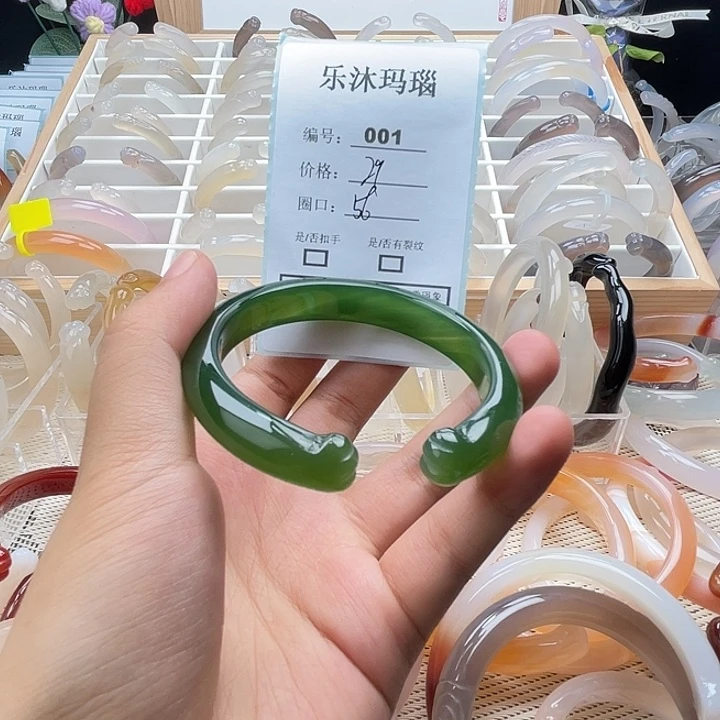 乐沐玛瑙
编号： 001
价格： 29
圈口： 56
是/否扣手 是/否有裂纹